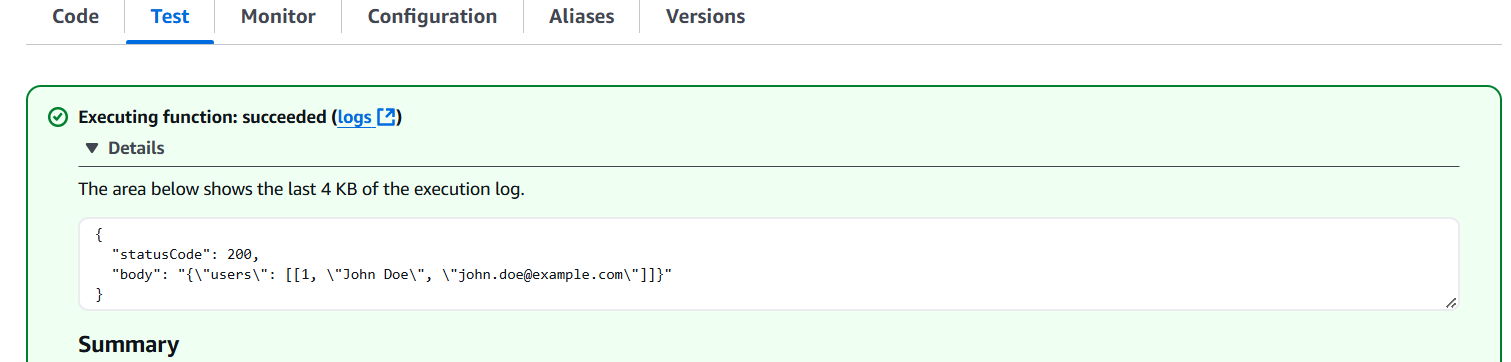 Code Test Monitor Configuration Aliases Versions
Executing function: succeeded (logs)
Details
The area below shows the last 4 KB of the execution log.
{
  "statusCode": 200,
  "body": "{\"users\": [[1, \"John Doe\", \"john.doe@example.com\"]]}"
}
Summary